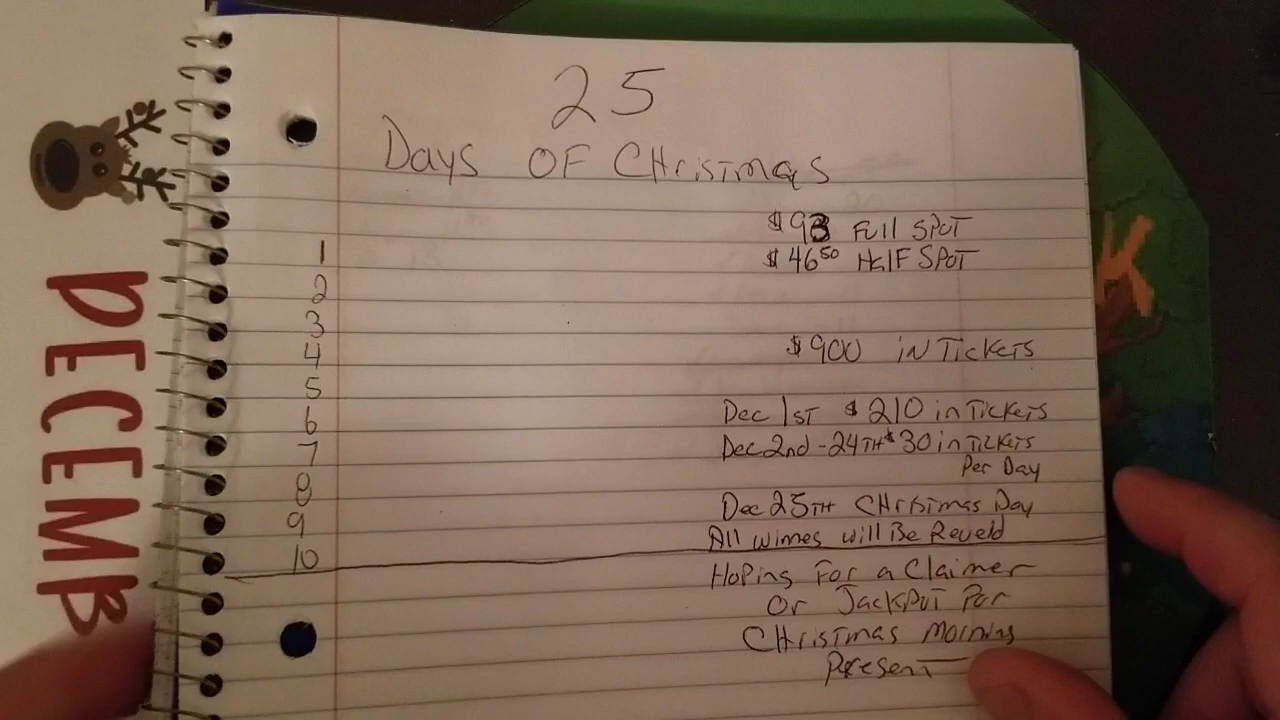 25
Days OF CHrisTmas
$93 Full SPOT
1
$46⁵⁰ HalF SPOT
2
3
$900 iN TickeTs
4
5
Dec 1ST $210 in TickeTs
6
Dec 2nd - 24TH $30 in TickeTs
7
Per Day
8
Dec 25TH CHrisTmas Day
9
All winnes will Be Reveld
10
HoPing For a Claimer
Or JackPoT For
CHrisTmas morning
PresenT
DECEMB